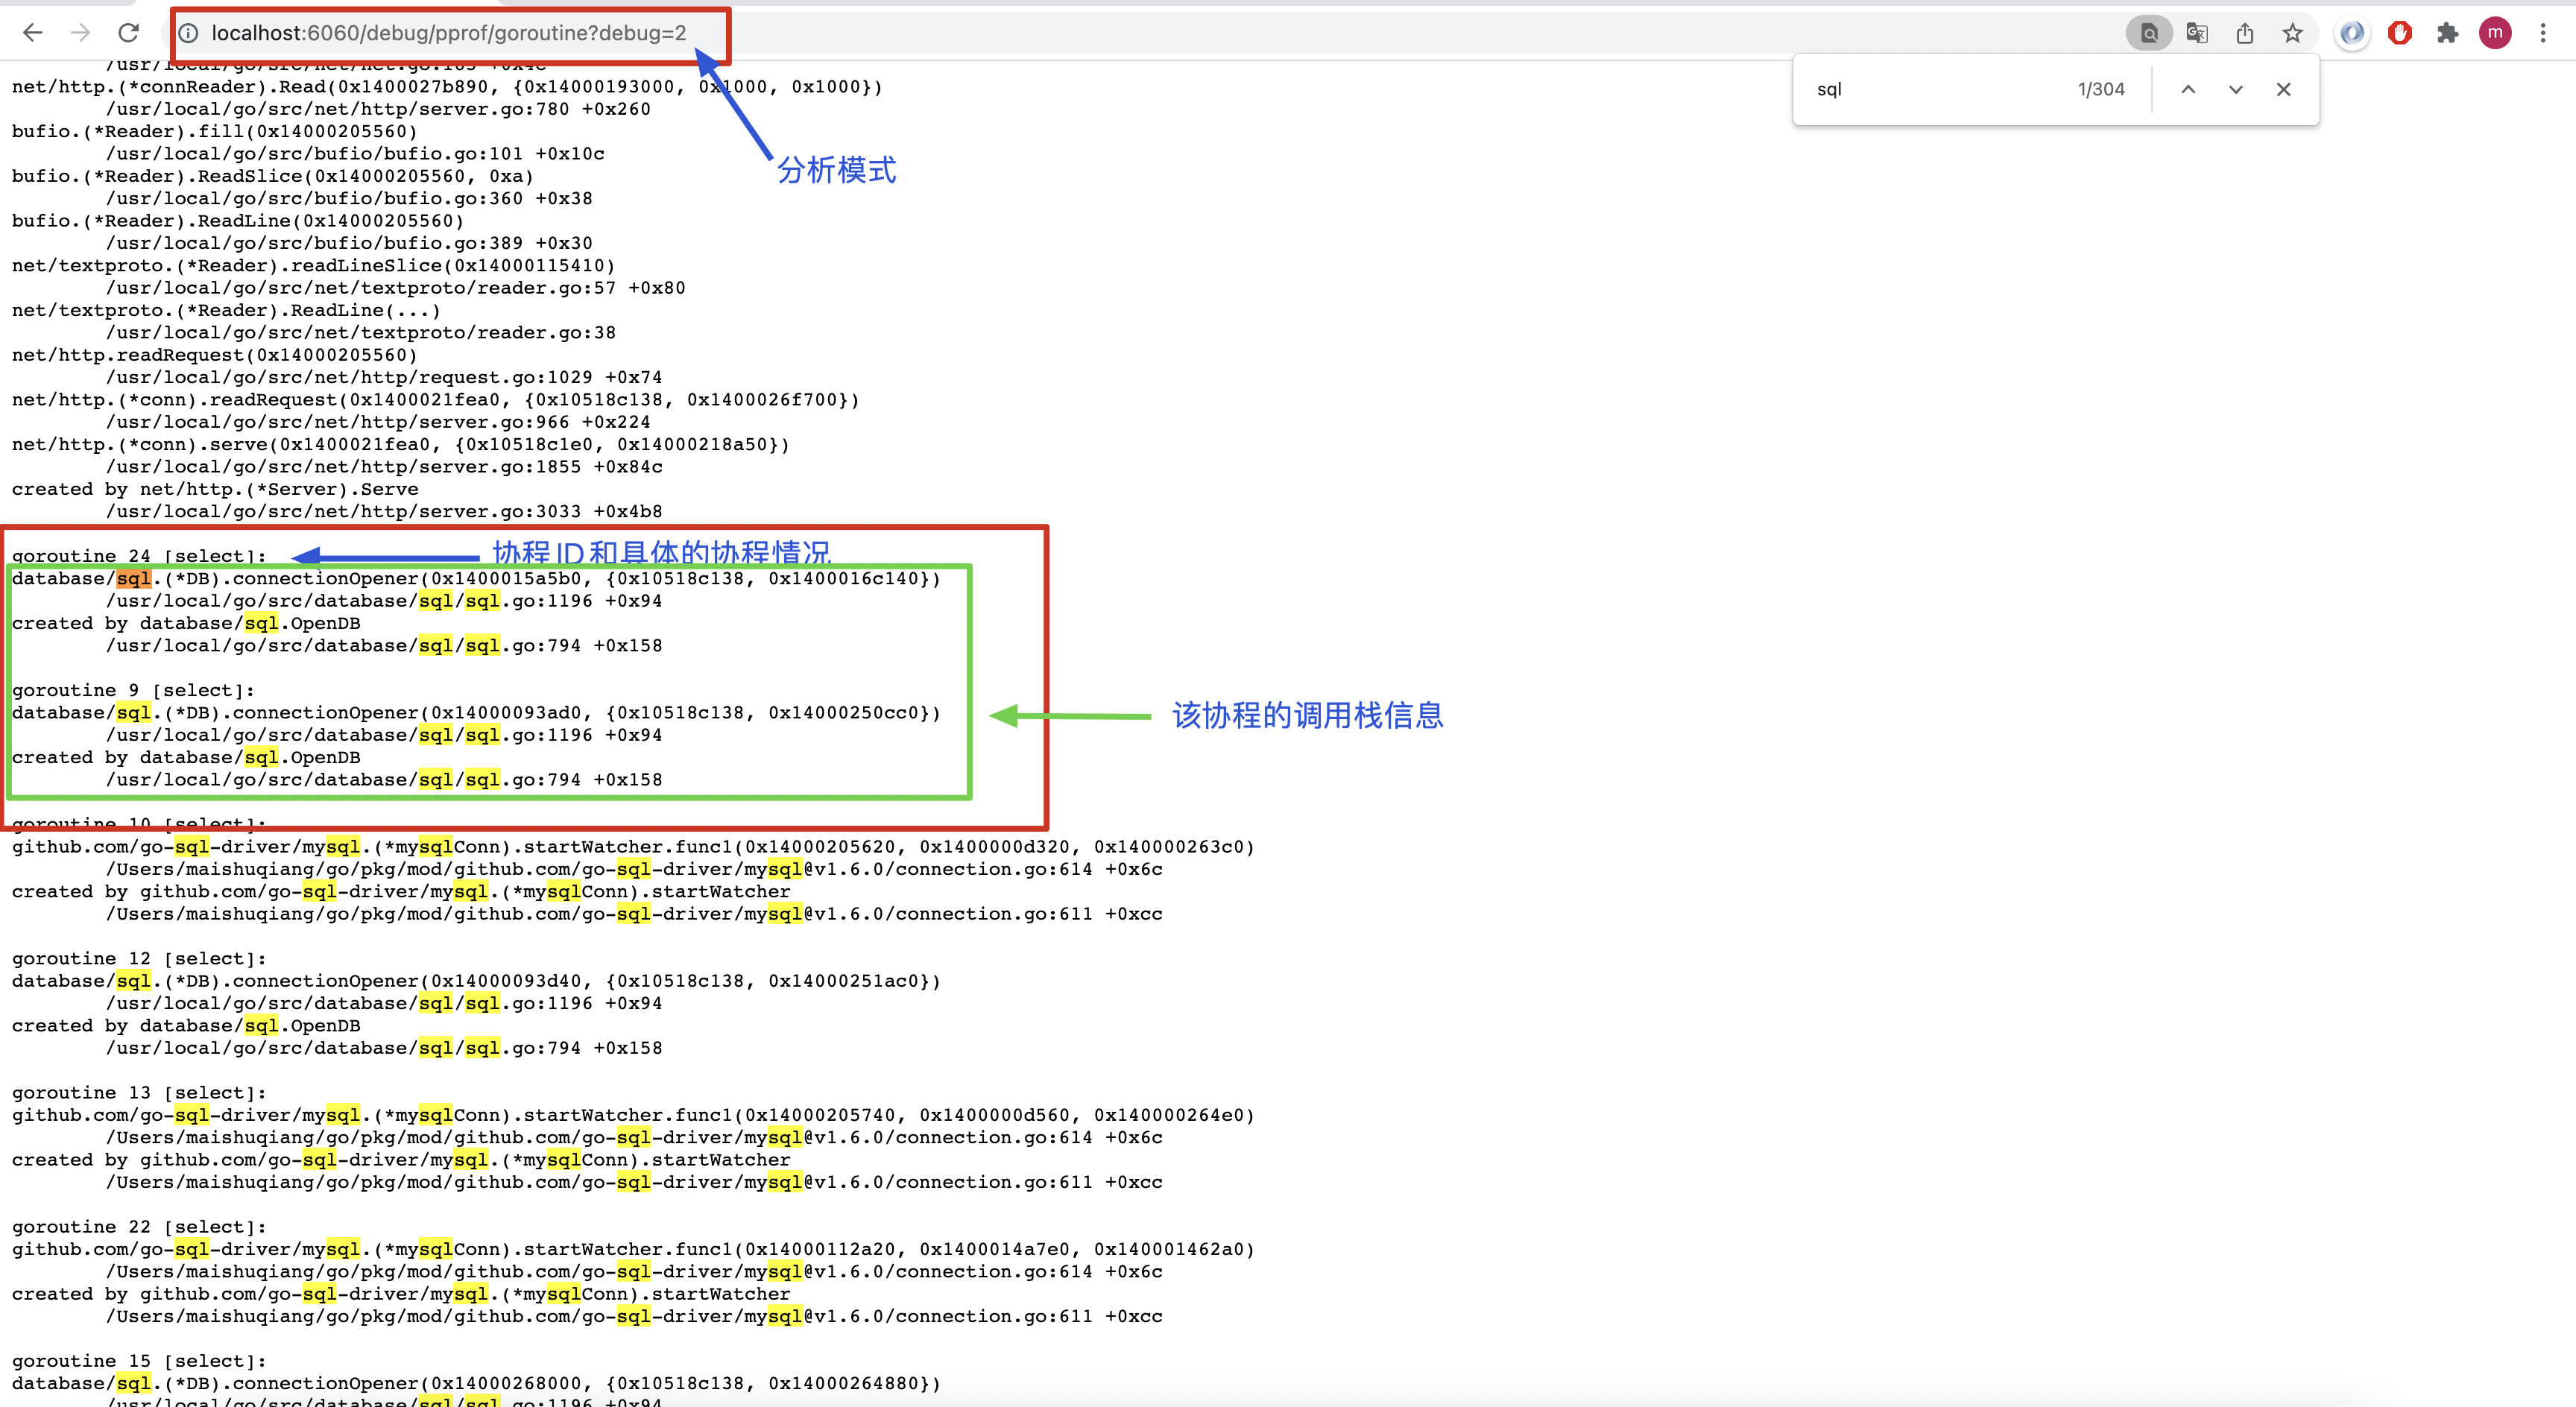 localhost:6060/debug/pprof/goroutine?debug=2
m
sql
1/304
/usr/local/go/src/net/net.go:183 +0x4c
net/http.(*connReader).Read(0x1400027b890, {0x14000193000, 0x1000, 0x1000})
/usr/local/go/src/net/http/server.go:780 +0x260
bufio.(*Reader).fill(0x14000205560)
/usr/local/go/src/bufio/bufio.go:101 +0x10c
分析模式
bufio.(*Reader).ReadSlice(0x14000205560, 0xa)
/usr/local/go/src/bufio/bufio.go:360 +0x38
bufio.(*Reader).ReadLine(0x14000205560)
/usr/local/go/src/bufio/bufio.go:389 +0x30
net/textproto.(*Reader).readLineSlice(0x14000115410)
/usr/local/go/src/net/textproto/reader.go:57 +0x80
net/textproto.(*Reader).ReadLine(...)
/usr/local/go/src/net/textproto/reader.go:38
net/http.readRequest(0x14000205560)
/usr/local/go/src/net/http/request.go:1029 +0x74
net/http.(*conn).readRequest(0x1400021fea0, {0x10518c138, 0x1400026f700})
/usr/local/go/src/net/http/server.go:966 +0x224
net/http.(*conn).serve(0x1400021fea0, {0x10518c1e0, 0x14000218a50})
/usr/local/go/src/net/http/server.go:1855 +0x84c
created by net/http.(*Server).Serve
/usr/local/go/src/net/http/server.go:3033 +0x4b8
goroutine 24 [select]:
协程ID和具体的协程情况
database/sql.(*DB).connectionOpener(0x1400015a5b0, {0x10518c138, 0x1400016c140})
/usr/local/go/src/database/sql/sql.go:1196 +0x94
created by database/sql.OpenDB
/usr/local/go/src/database/sql/sql.go:794 +0x158
goroutine 9 [select]:
database/sql.(*DB).connectionOpener(0x14000093ad0, {0x10518c138, 0x14000250cc0})
该协程的调用栈信息
/usr/local/go/src/database/sql/sql.go:1196 +0x94
created by database/sql.OpenDB
/usr/local/go/src/database/sql/sql.go:794 +0x158
goroutine 10 [select]:
github.com/go-sql-driver/mysql.(*mysqlConn).startWatcher.func1(0x14000205620, 0x1400000d320, 0x140000263c0)
/Users/maishuqiang/go/pkg/mod/github.com/go-sql-driver/mysql@v1.6.0/connection.go:614 +0x6c
created by github.com/go-sql-driver/mysql.(*mysqlConn).startWatcher
/Users/maishuqiang/go/pkg/mod/github.com/go-sql-driver/mysql@v1.6.0/connection.go:611 +0xcc
goroutine 12 [select]:
database/sql.(*DB).connectionOpener(0x14000093d40, {0x10518c138, 0x14000251ac0})
/usr/local/go/src/database/sql/sql.go:1196 +0x94
created by database/sql.OpenDB
/usr/local/go/src/database/sql/sql.go:794 +0x158
goroutine 13 [select]:
github.com/go-sql-driver/mysql.(*mysqlConn).startWatcher.func1(0x14000205740, 0x1400000d560, 0x140000264e0)
/Users/maishuqiang/go/pkg/mod/github.com/go-sql-driver/mysql@v1.6.0/connection.go:614 +0x6c
created by github.com/go-sql-driver/mysql.(*mysqlConn).startWatcher
/Users/maishuqiang/go/pkg/mod/github.com/go-sql-driver/mysql@v1.6.0/connection.go:611 +0xcc
goroutine 22 [select]:
github.com/go-sql-driver/mysql.(*mysqlConn).startWatcher.func1(0x14000112a20, 0x1400014a7e0, 0x140001462a0)
/Users/maishuqiang/go/pkg/mod/github.com/go-sql-driver/mysql@v1.6.0/connection.go:614 +0x6c
created by github.com/go-sql-driver/mysql.(*mysqlConn).startWatcher
/Users/maishuqiang/go/pkg/mod/github.com/go-sql-driver/mysql@v1.6.0/connection.go:611 +0xcc
goroutine 15 [select]:
database/sql.(*DB).connectionOpener(0x14000268000, {0x10518c138, 0x14000264880})
/usr/local/go/src/database/sql/sql.go:1196 +0x94